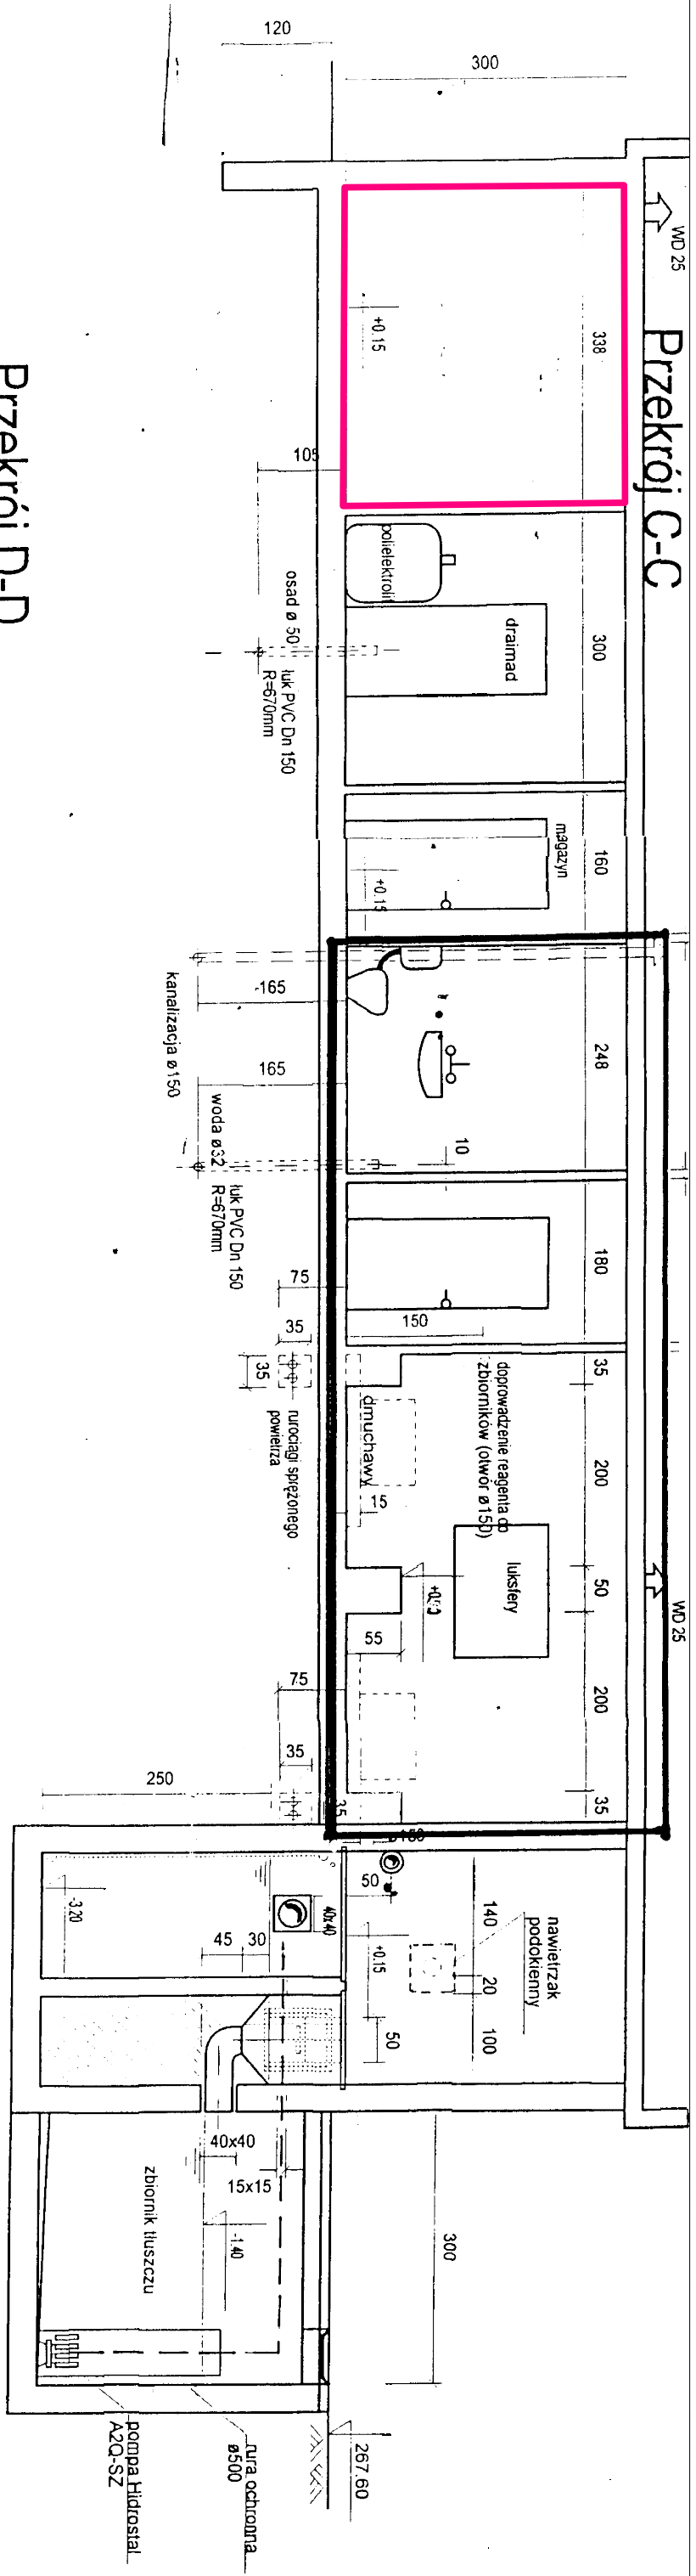 Przekrój C-C
WD 25
WD 25
300
120
338
300
160
248
180
35
200
50
200
35
+0.15
105
polielektrolit
draimad
osad ø 50
łuk PVC Dn 150
R=670mm
magazyn
+0.15
-165
kanalizacja ø150
165
woda ø32
łuk PVC Dn 150
R=670mm
10
75
35
35
150
rurociągi sprężonego
powietrza
dmuchawy
doprowadzenie reagenta do
zbiorników (otwór ø150)
15
luksfery
55
75
35
35
250
50
140
20
100
nawietrzak
podokienny
-3.20
40x40
45
30
+0.15
50
40x40
15x15
-1.40
zbiornik tłuszczu
300
267.60
rura ochronna
ø500
pompa Hidrostal
A2Q-SZ
Przekrój D-D